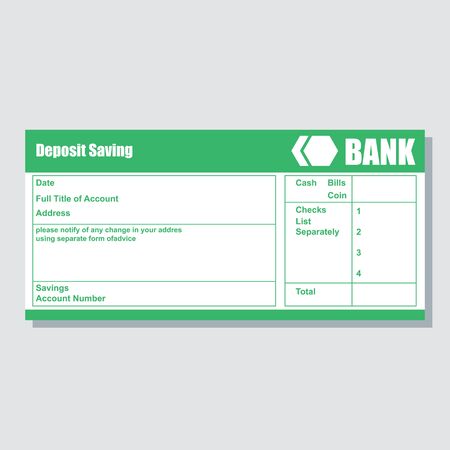 Deposit Saving
BANK
Date
Full Title of Account
Address
please notify of any change in your addres
using separate form ofadvice
Savings
Account Number
Cash Bills
Coin
Checks 1
List
Separately 2
3
4
Total